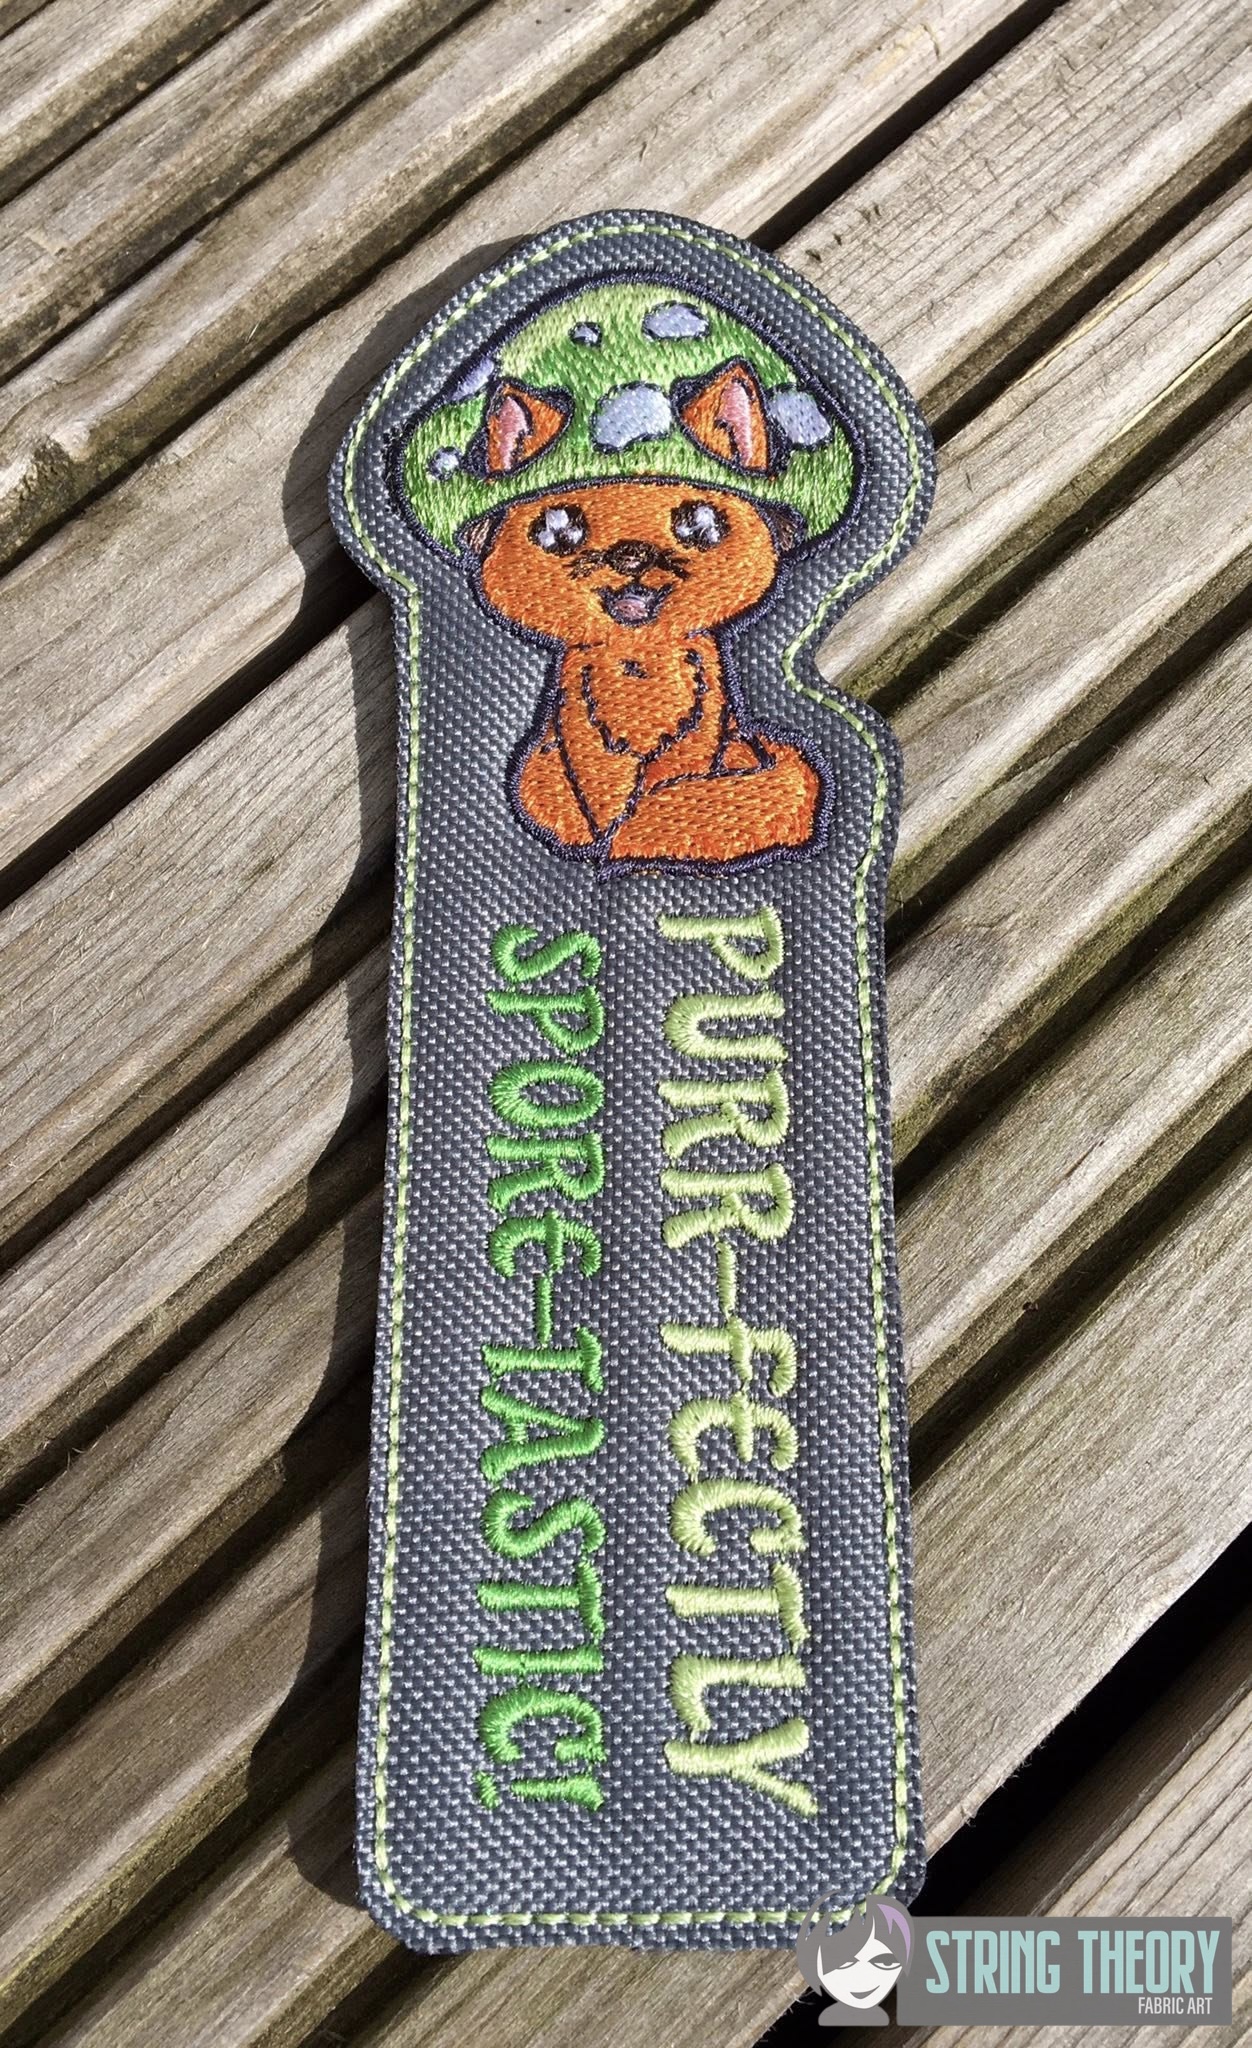 PURR-FECTLY
SPORE-TASTIC!
STRING THEORY
FABRIC ART